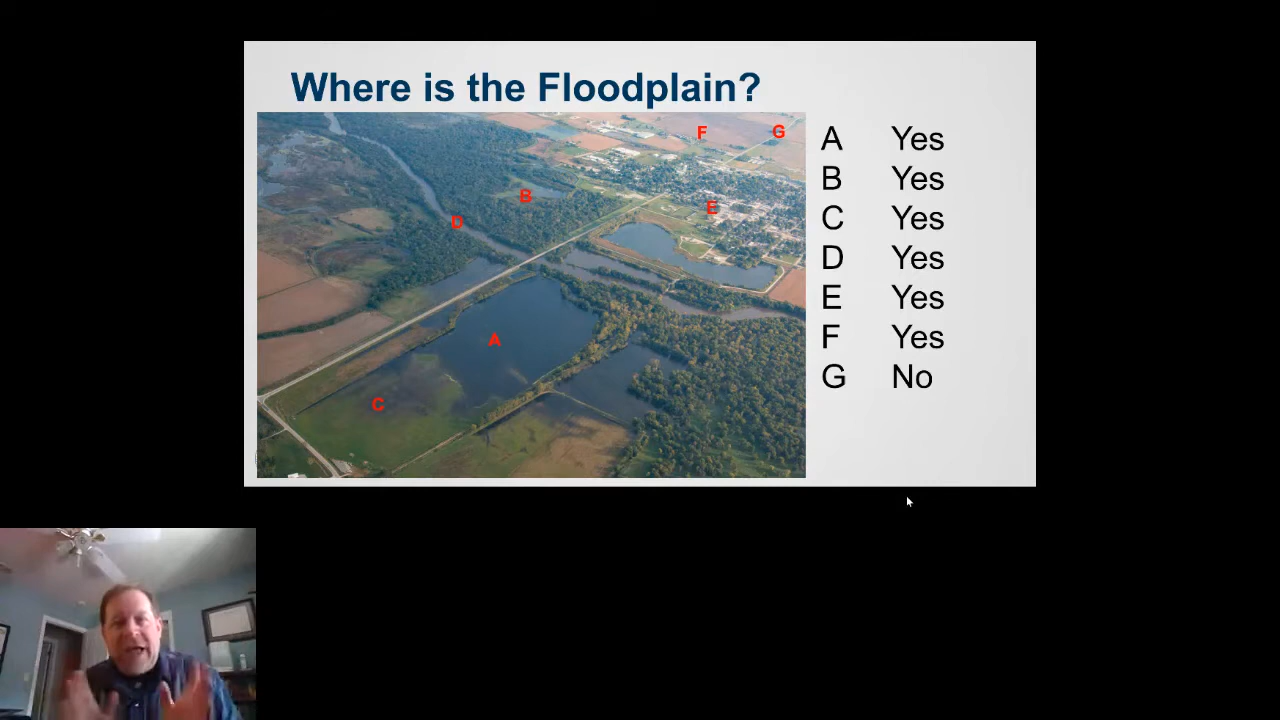 Where is the Floodplain?
F G
B
E
D
A
C
A Yes
B Yes
C Yes
D Yes
E Yes
F Yes
G No